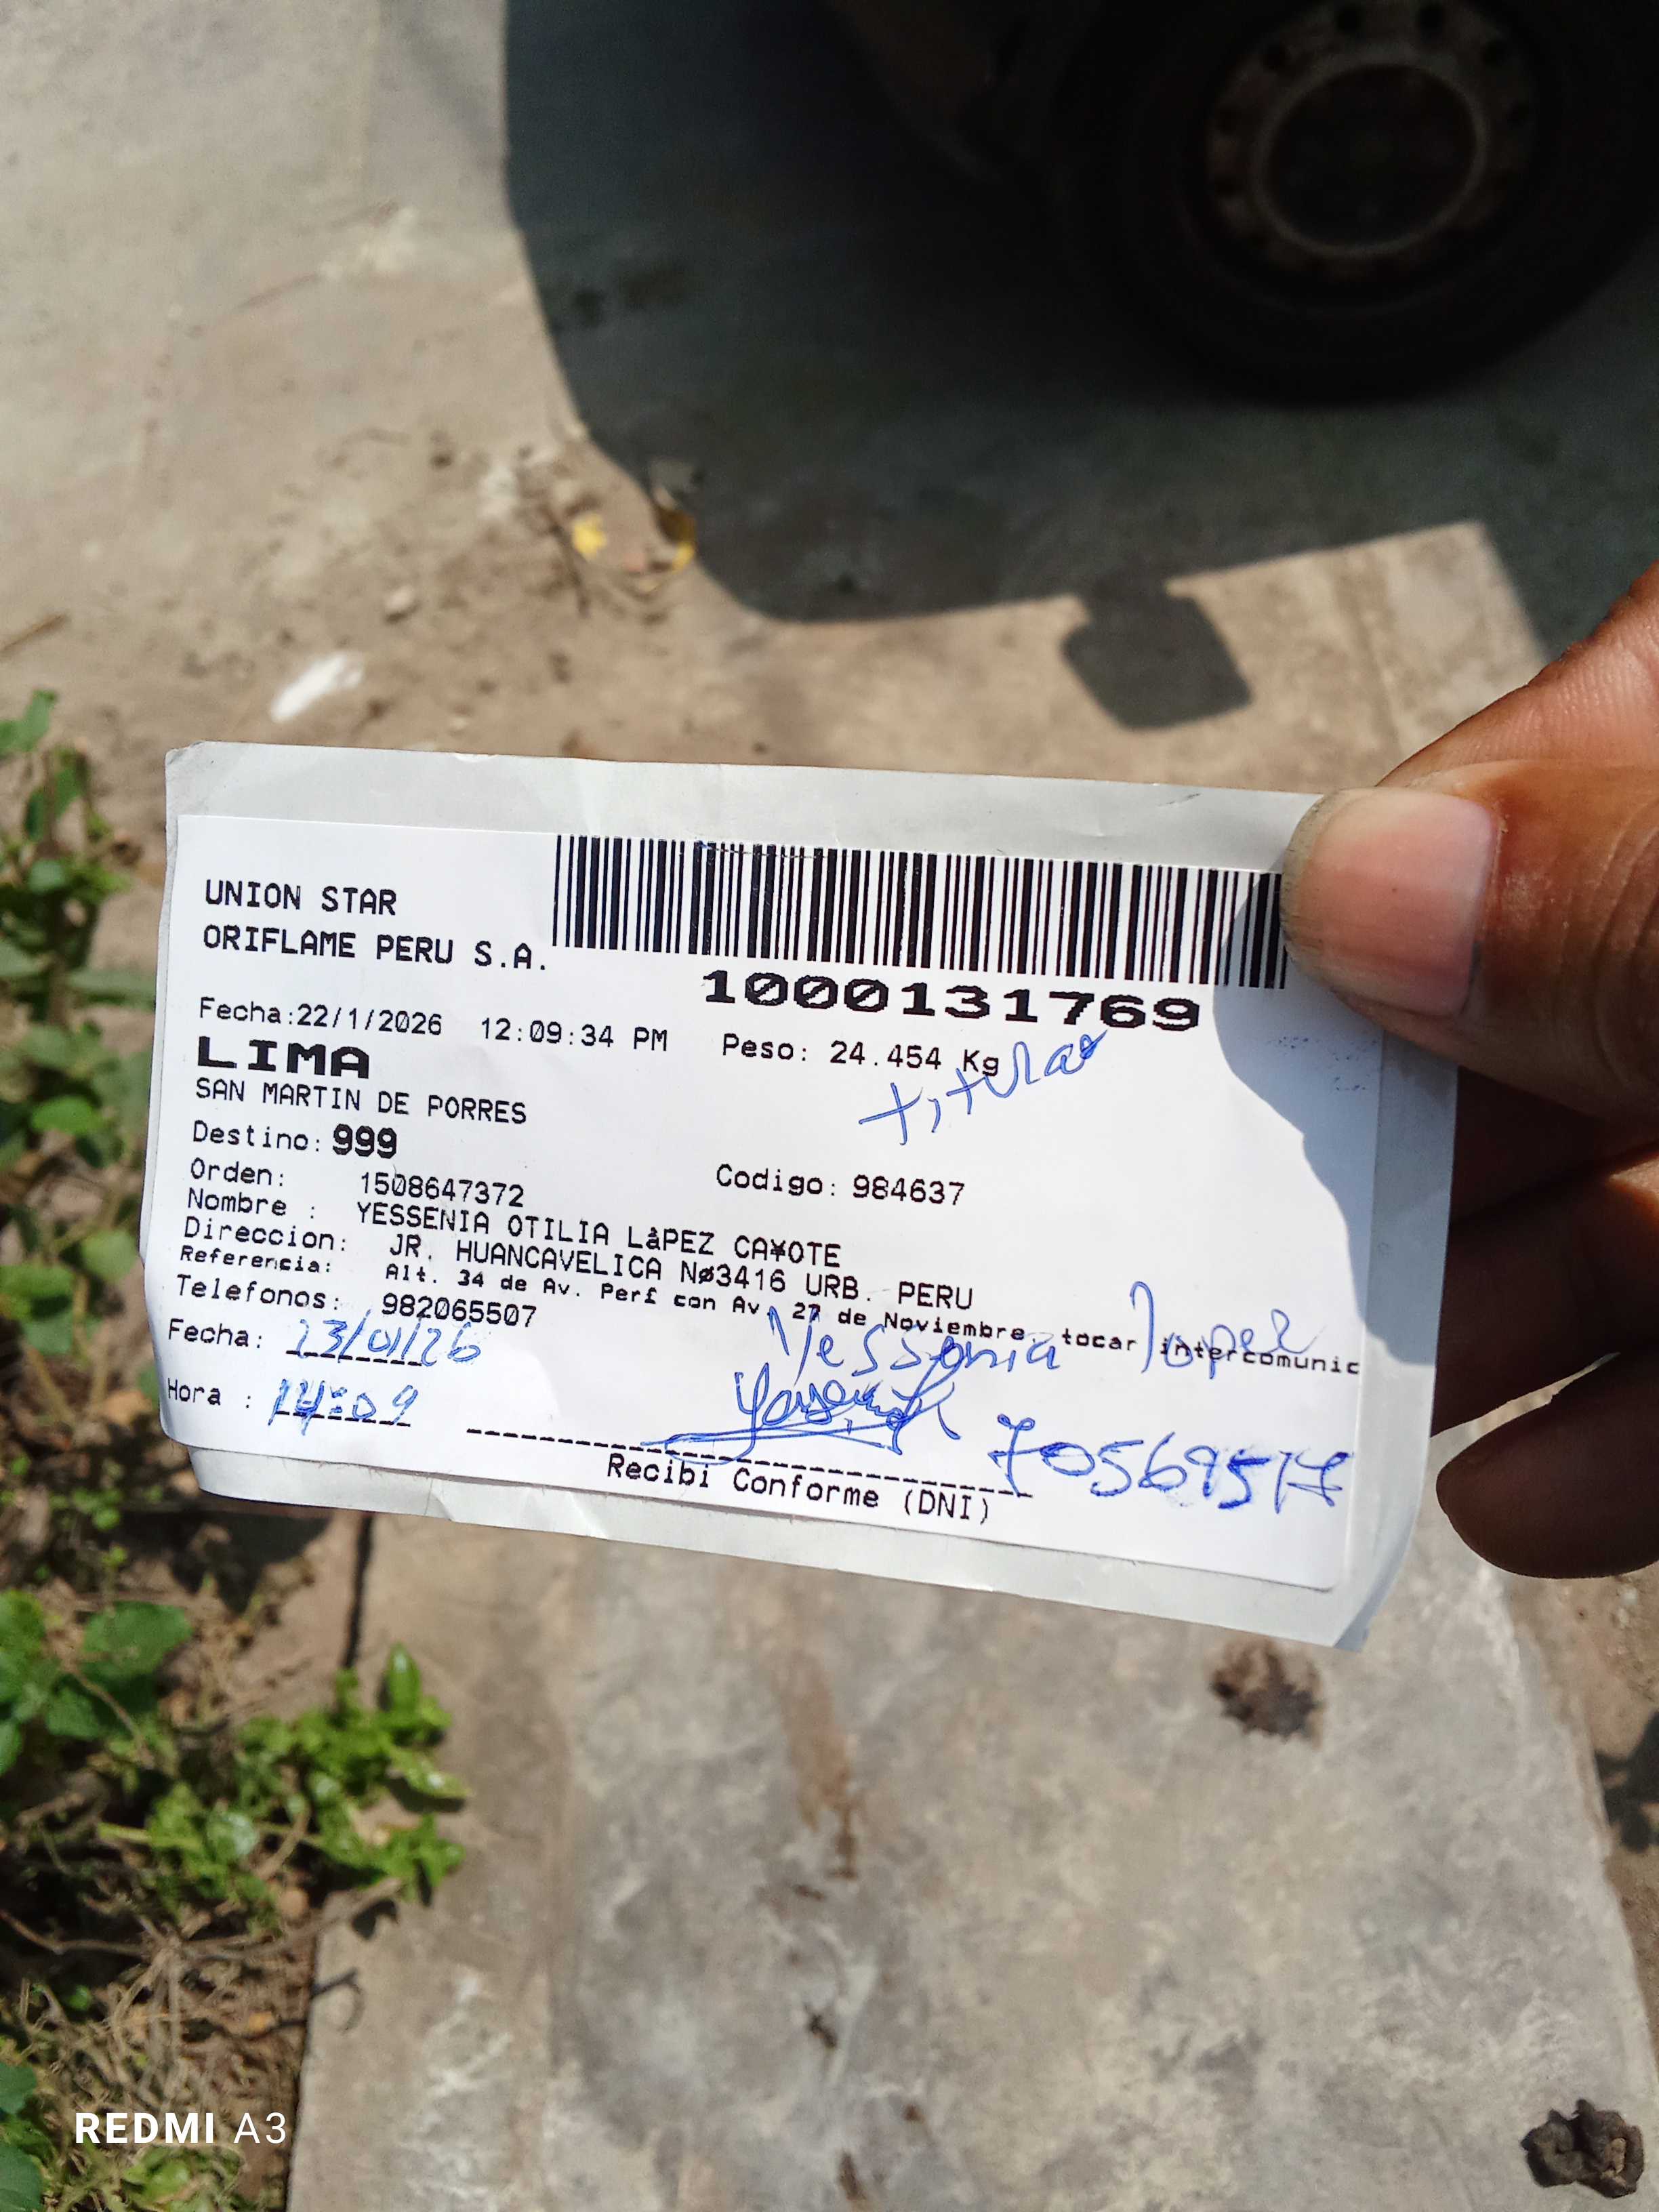 UNION STAR
ORIFLAME PERU S.A.
1000131769
Fecha:22/1/2026 12:09:34 PM Peso: 24.454 Kg
LIMA
titular
SAN MARTIN DE PORRES
Destino: 999
Orden: 1508647372 Codigo: 984637
Nombre : YESSENIA OTILIA LàPEZ CA¥OTE
Direccion: JR. HUANCAVELICA Nø3416 URB. PERU
Referencia: Alt. 34 de Av. Per£ con Av. 27 de Noviembre, tocar intercomunic
Telefonos: 982065507
Yessenia Lopez
Fecha: 23/01/26
Hora : 14:09
70569517
Recibi Conforme (DNI)
REDMI A3